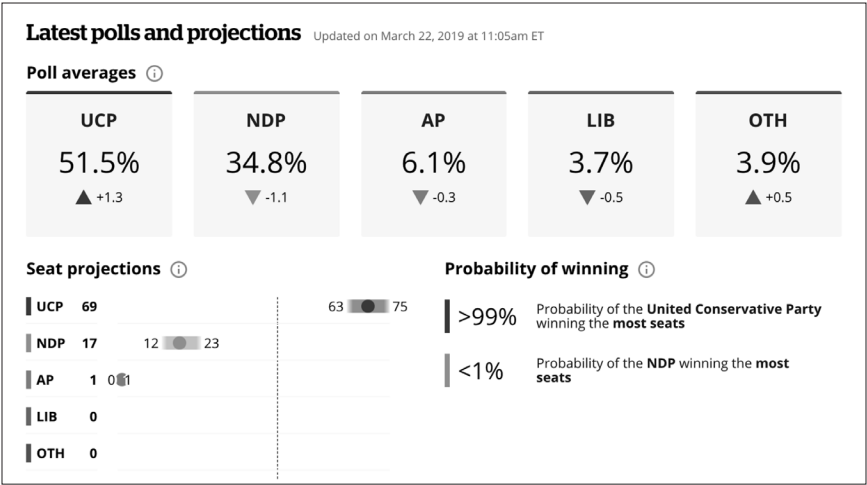 Latest polls and projections Updated on March 22, 2019 at 11:05am ET
Poll averages
UCP
51.5%
+1.3
NDP
34.8%
-1.1
AP
6.1%
-0.3
LIB
3.7%
-0.5
OTH
3.9%
+0.5
Seat projections
UCP 69 63 75
NDP 17 12 23
AP 1 0 1
LIB 0
OTH 0
Probability of winning
>99% Probability of the United Conservative Party
winning the most seats
<1% Probability of the NDP winning the most
seats